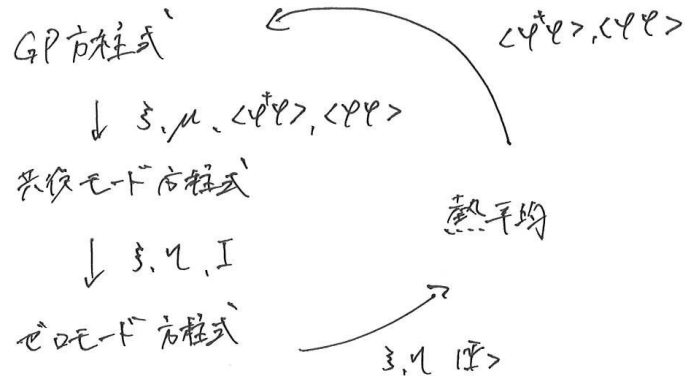 GP方程式
<φ†φ>,<φφ>
↓ ξ, μ, <φ†φ>,<φφ>
共役モード方程式
熱平均
↓ ξ, η, I
ゼロモード方程式
ξ, η |Ψ>